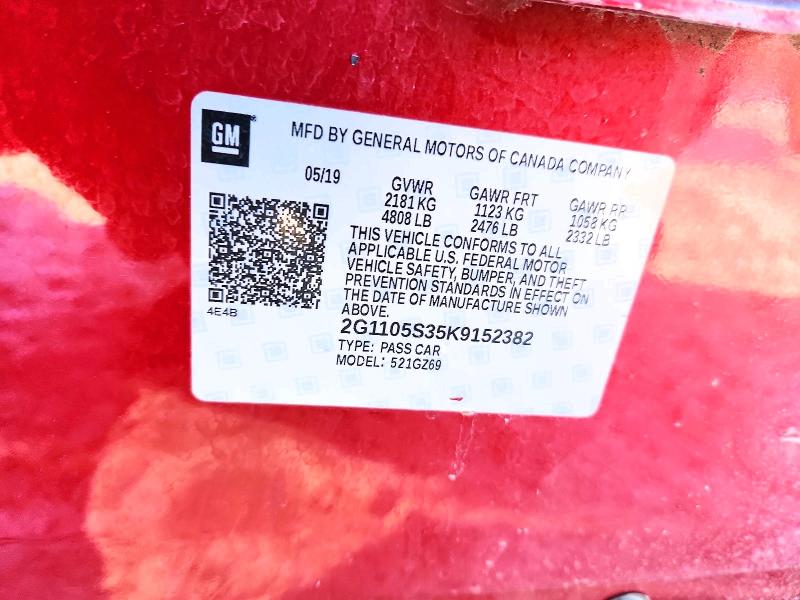 GM
MFD BY GENERAL MOTORS OF CANADA COMPANY
05/19
GVWR
2181 KG
4808 LB
GAWR FRT
1123 KG
2476 LB
GAWR RR
1058 KG
2332 LB
THIS VEHICLE CONFORMS TO ALL
APPLICABLE U.S. FEDERAL MOTOR
VEHICLE SAFETY, BUMPER, AND THEFT
PREVENTION STANDARDS IN EFFECT ON
THE DATE OF MANUFACTURE SHOWN
ABOVE.
4E4B
2G1105S35K9152382
TYPE: PASS CAR
MODEL: 521GZ69